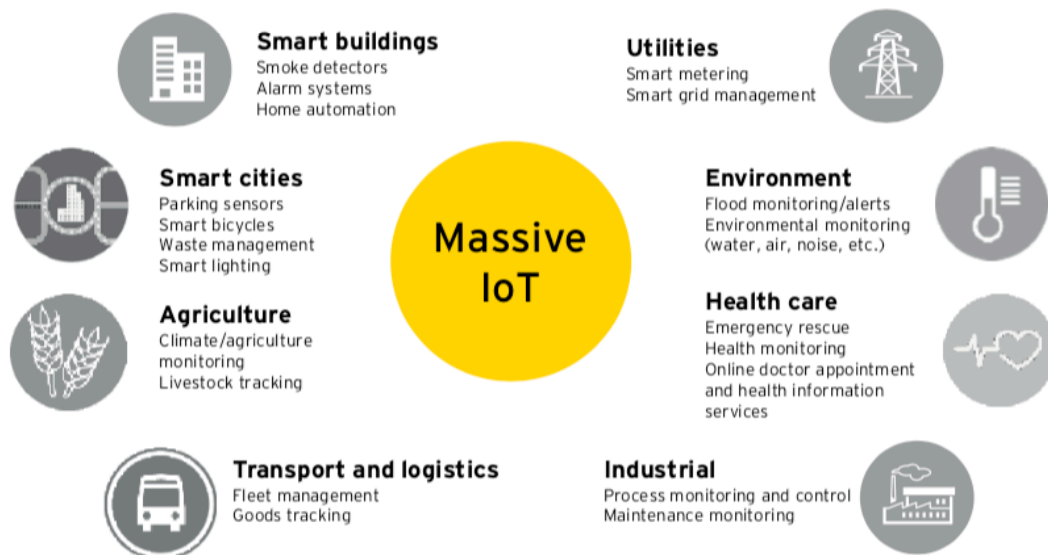 Smart buildings
Smoke detectors
Alarm systems
Home automation
Utilities
Smart metering
Smart grid management
Smart cities
Parking sensors
Smart bicycles
Waste management
Smart lighting
Environment
Flood monitoring/alerts
Environmental monitoring
(water, air, noise, etc.)
Massive
IoT
Agriculture
Climate/agriculture
monitoring
Livestock tracking
Health care
Emergency rescue
Health monitoring
Online doctor appointment
and health information
services
Transport and logistics
Fleet management
Goods tracking
Industrial
Process monitoring and control
Maintenance monitoring